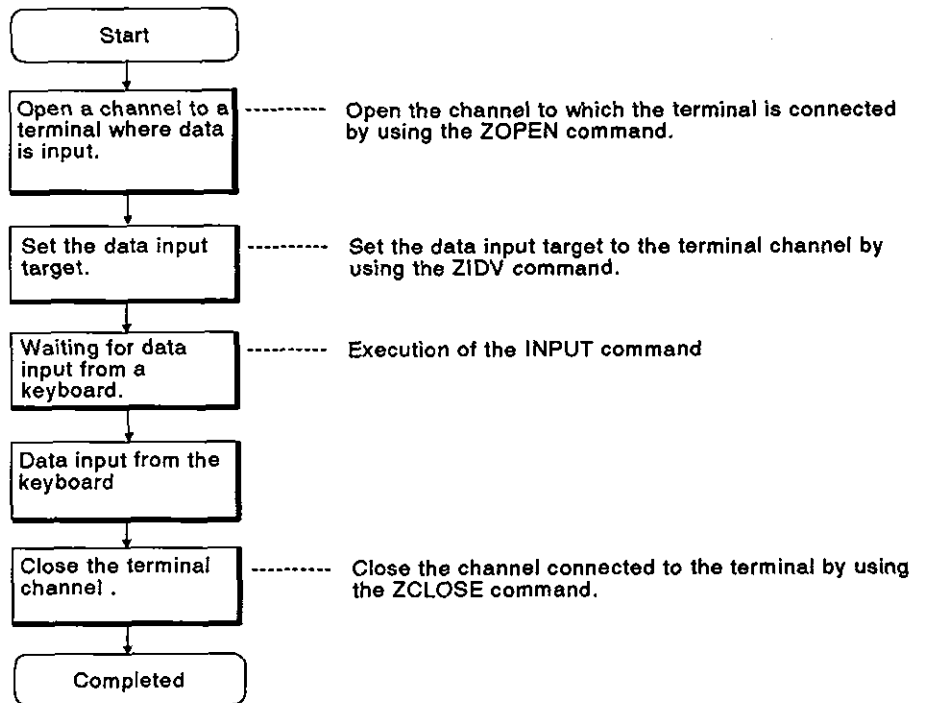 Start
Open a channel to a
terminal where data
is input.
Open the channel to which the terminal is connected
by using the ZOPEN command.
Set the data input
target.
Set the data input target to the terminal channel by
using the ZIDV command.
Waiting for data
input from a
keyboard.
Execution of the INPUT command
Data input from the
keyboard
Close the terminal
channel .
Close the channel connected to the terminal by using
the ZCLOSE command.
Completed